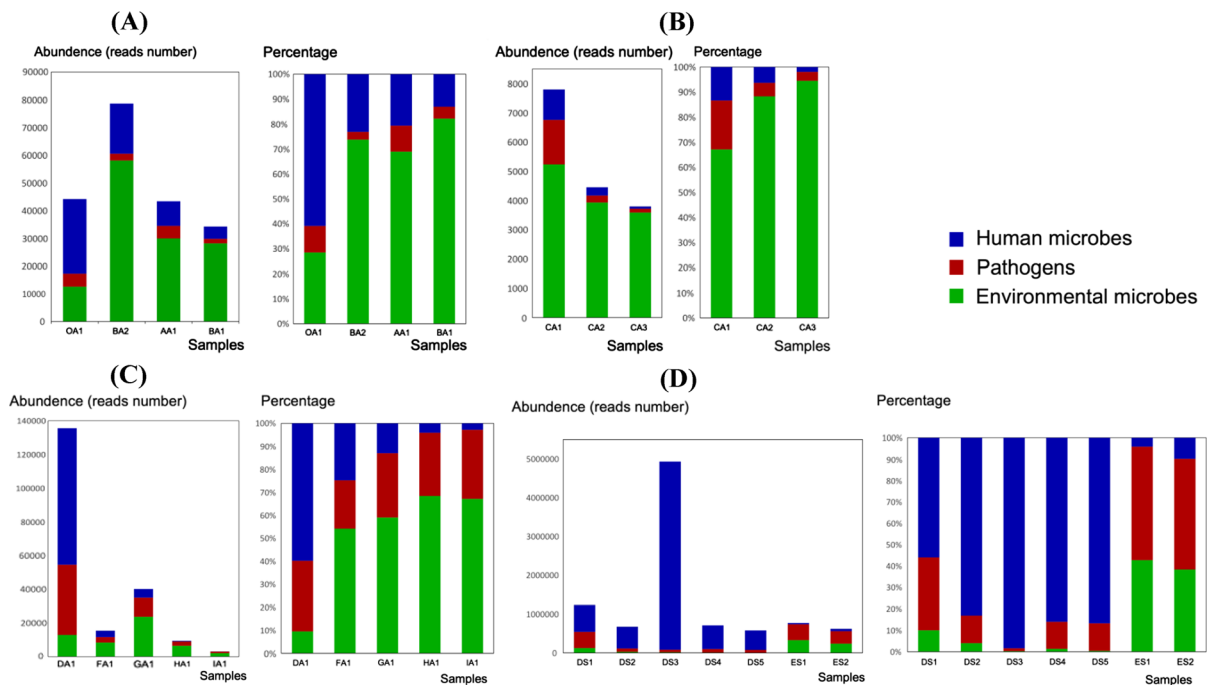 (A)
Abundance (reads number)
90000
80000
70000
60000
50000
40000
30000
20000
10000
0
OA1 BA2 AA1 BA1
Samples
Percentage
100%
90%
80%
70%
60%
50%
40%
30%
20%
10%
0%
OA1 BA2 AA1 BA1
Samples
(B)
Abundance (reads number)
8000
7000
6000
5000
4000
3000
2000
1000
0
CA1 CA2 CA3
Samples
Percentage
100%
90%
80%
70%
60%
50%
40%
30%
20%
10%
0%
CA1 CA2 CA3
Samples
Human microbes
Pathogens
Environmental microbes
(C)
Abundance (reads number)
140000
120000
100000
80000
60000
40000
20000
0
DA1 FA1 GA1 HA1 IA1
Samples
Percentage
100%
90%
80%
70%
60%
50%
40%
30%
20%
10%
0%
DA1 FA1 GA1 HA1 IA1
Samples
(D)
Abundance (reads number)
5000000
4000000
3000000
2000000
1000000
0
DS1 DS2 DS3 DS4 DS5 ES1 ES2
Samples
Percentage
100%
90%
80%
70%
60%
50%
40%
30%
20%
10%
0%
DS1 DS2 DS3 DS4 DS5 ES1 ES2
Samples